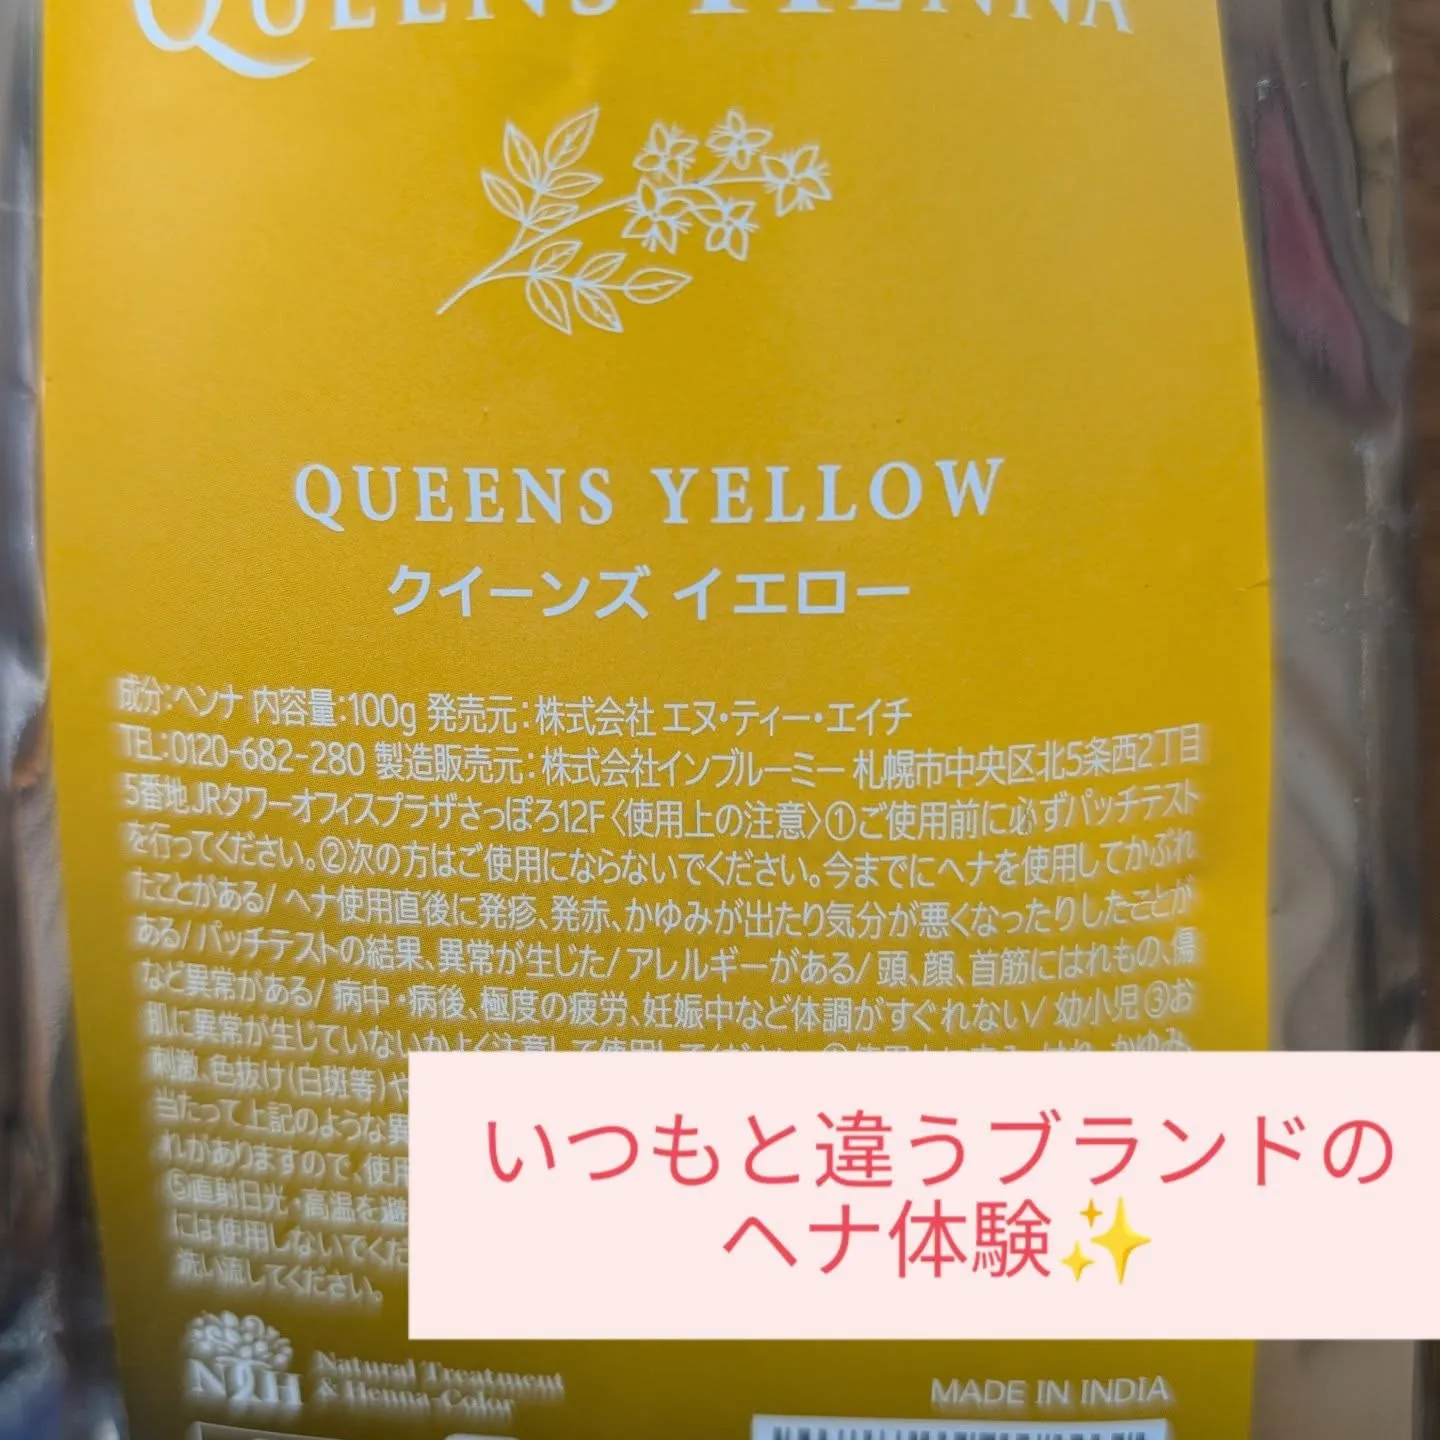 QUEENS HENNA
QUEENS YELLOW
クイーンズ イエロー
成分:ヘンナ 内容量:100g 発売元:株式会社 エヌ・ティー・エイチ
TEL:0120-682-280 製造販売元:株式会社インブルーミー 札幌市中央区北5条西2丁目
5番地 JRタワーオフィスプラザさっぽろ12F〈使用上の注意〉①ご使用前に必ずパッチテスト
を行ってください。②次の方はご使用にならないでください。今までにヘナを使用してかぶれ
たことがある/ ヘナ使用直後に発疹、発赤、かゆみが出たり気分が悪くなったりしたことが
ある/ パッチテストの結果、異常が生じた/ アレルギーがある/ 頭、顔、首筋にはれもの、傷
など異常がある/ 病中・病後、極度の疲労、妊娠中など体調がすぐれない/ 幼小児 ③お
肌に異常が生じていないかよく注意して使用してください。
刺激、色抜け(白斑等)や
当たって上記のような異
れがありますので、使用
⑤直射日光・高温を避
には使用しないでくだ
洗い流してください。
いつもと違うブランドの
ヘナ体験✨
NTH Natural Treatment
& Henna-Color
MADE IN INDIA